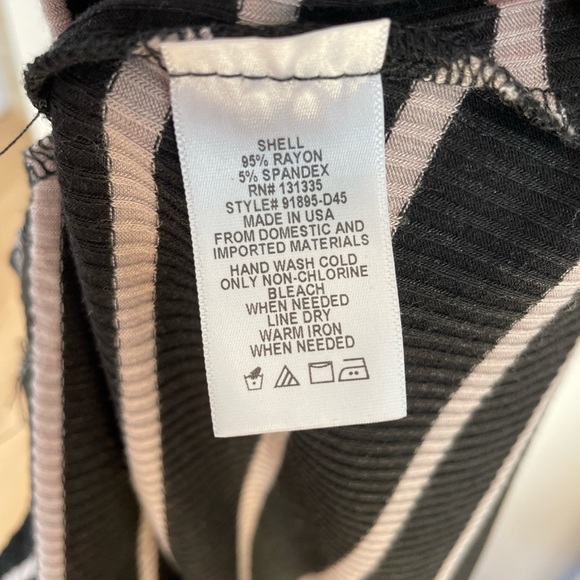 SHELL
95% RAYON
5% SPANDEX
RN# 131335
STYLE# 91895-D45
MADE IN USA
FROM DOMESTIC AND
IMPORTED MATERIALS
HAND WASH COLD
ONLY NON-CHLORINE
BLEACH
WHEN NEEDED
LINE DRY
WARM IRON
WHEN NEEDED